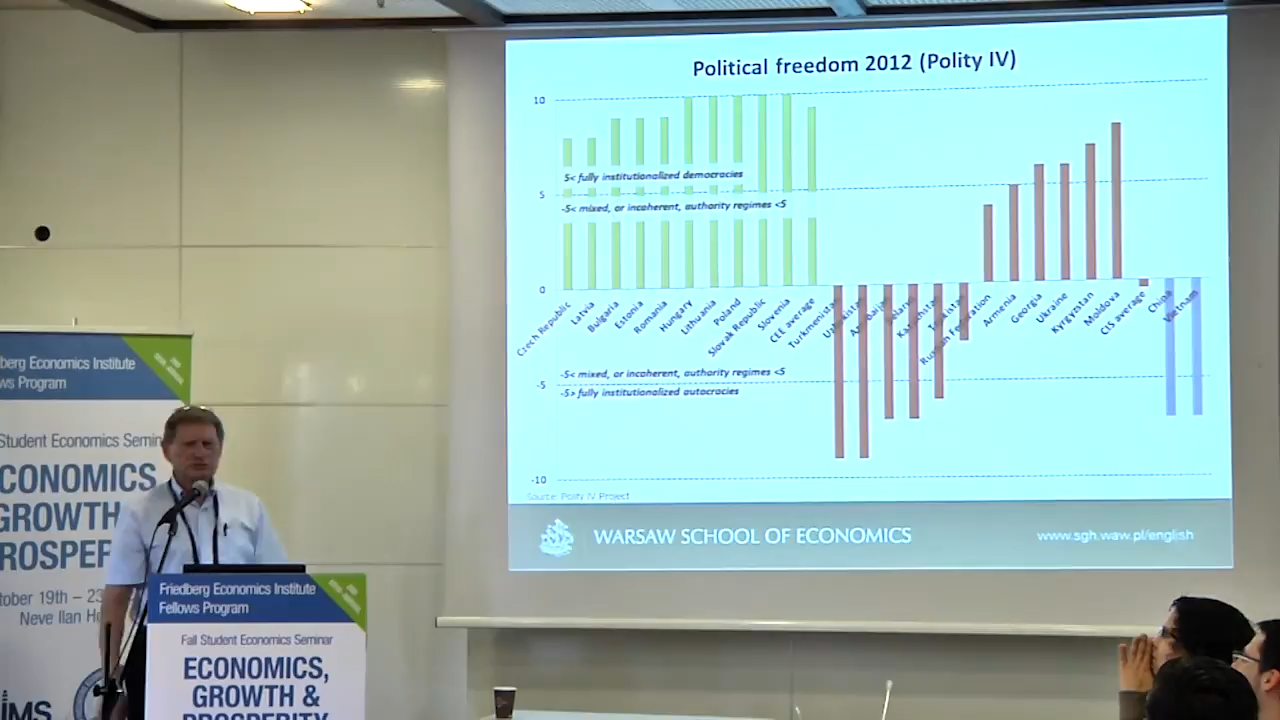 Political freedom 2012 (Polity IV)
10
5< fully institutionalized democracies
5
-5< mixed, or incoherent, authority regimes <5
0
Czech Republic
Latvia
Bulgaria
Estonia
Romania
Hungary
Lithuania
Poland
Slovak Republic
Slovenia
CEE average
Turkmenistan
Uzbekistan
Azerbaijan
Belarus
Kazakhstan
Tajikistan
Russian Federation
Armenia
Georgia
Ukraine
Kyrgyzstan
Moldova
CIS average
China
Vietnam
-5< mixed, or incoherent, authority regimes <5
-5
-5> fully institutionalized autocracies
-10
Source: Polity IV Project
WARSAW SCHOOL OF ECONOMICS
www.sgh.waw.pl/english
berg Economics Institute
ws Program
Student Economics Semin
CONOMICS
GROWTH
ROSPER
tober 19th – 23
Neve Ilan Ho
IMS
Friedberg Economics Institute
Fellows Program
Fall Student Economics Seminar
ECONOMICS,
GROWTH &
PROSPERITY